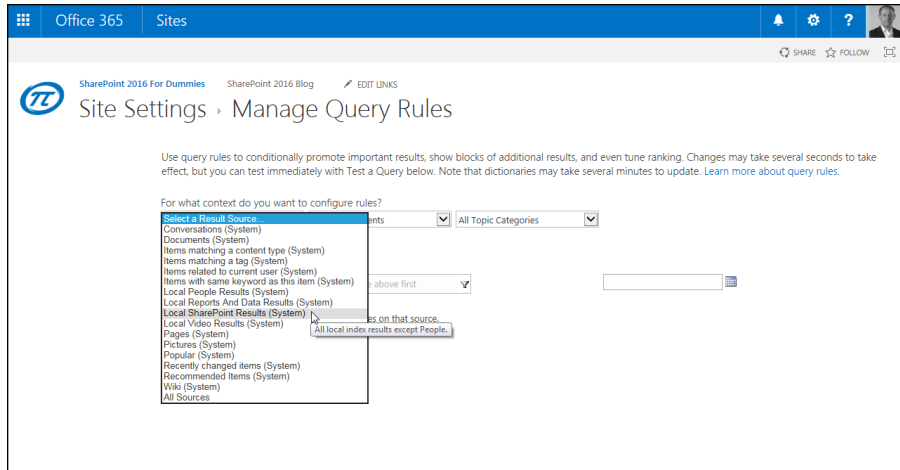 Office 365 Sites ?
SHARE FOLLOW
SharePoint 2016 For Dummies SharePoint 2016 Blog EDIT LINKS
Site Settings Manage Query Rules
Use query rules to conditionally promote important results, show blocks of additional results, and even tune ranking. Changes may take several seconds to take
effect, but you can test immediately with Test a Query below. Note that dictionaries may take several minutes to update. Learn more about query rules.
For what context do you want to configure rules?
Select a Result Source...
All Topic Categories
Conversations (System)
Documents (System)
Items matching a content type (System)
Items matching a tag (System)
Items related to current user (System)
Items with same keyword as this item (System)
above first
Local People Results (System)
Local Reports And Data Results (System)
Local SharePoint Results (System)
on that source.
Local Video Results (System)
All local index results except People.
Pages (System)
Pictures (System)
Popular (System)
Recently changed items (System)
Recommended Items (System)
Wiki (System)
All Sources